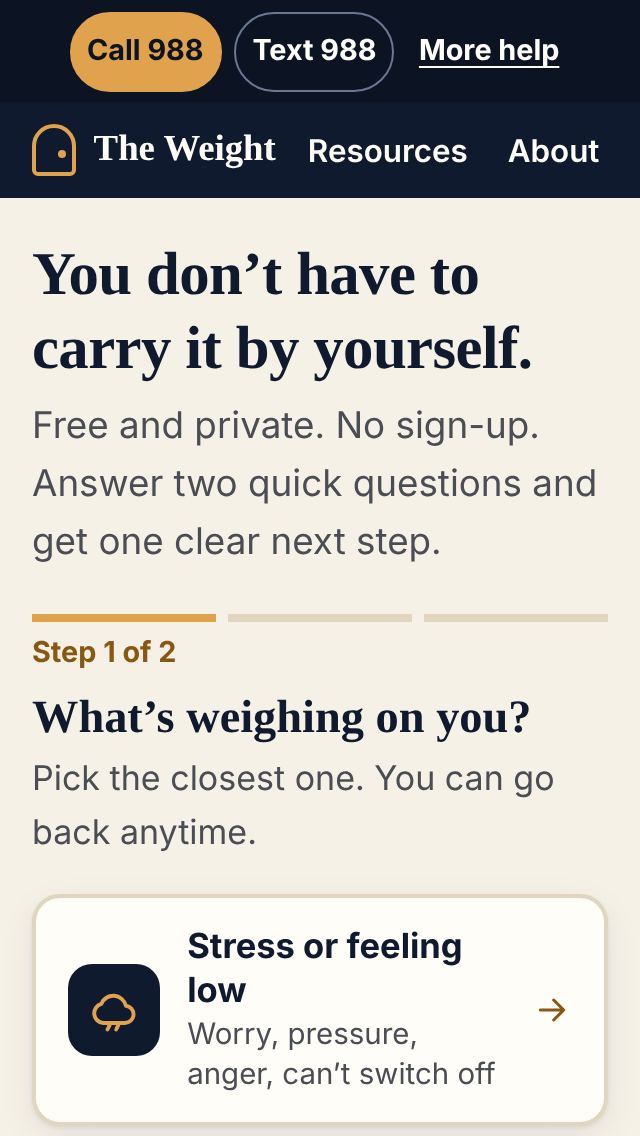 Call 988 Text 988 More help
The Weight Resources About
You don’t have to
carry it by yourself.
Free and private. No sign-up.
Answer two quick questions and
get one clear next step.
Step 1 of 2
What’s weighing on you?
Pick the closest one. You can go
back anytime.
Stress or feeling
low
Worry, pressure,
anger, can’t switch off